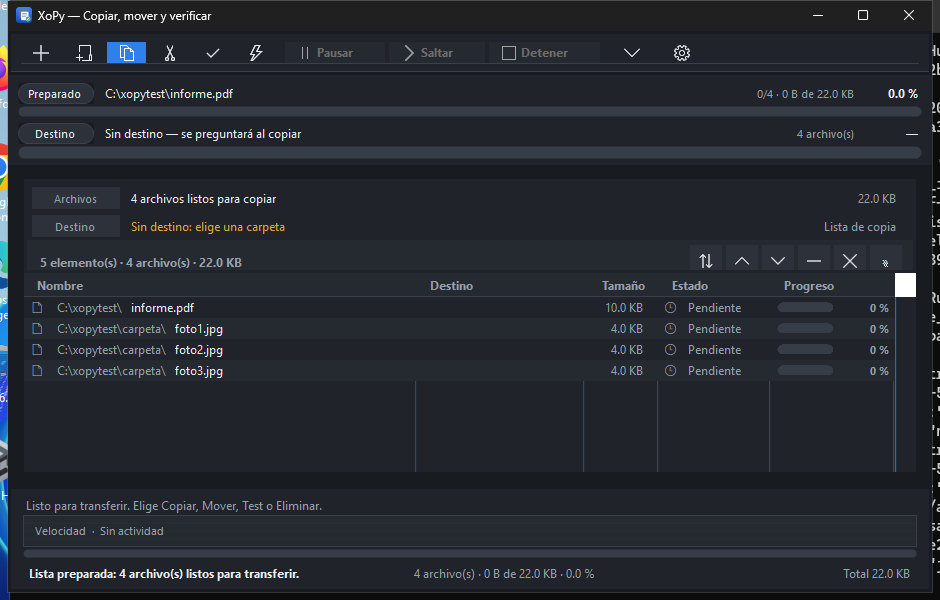 XoPy — Copiar, mover y verificar
Pausar Saltar Detener
Preparado C:\xopytest\informe.pdf 0/4 · 0 B de 22.0 KB 0.0 %
Destino Sin destino — se preguntará al copiar 4 archivo(s) —
Archivos 4 archivos listos para copiar 22.0 KB
Destino Sin destino: elige una carpeta Lista de copia
5 elemento(s) · 4 archivo(s) · 22.0 KB
Nombre Destino Tamaño Estado Progreso
C:\xopytest\ informe.pdf 10.0 KB Pendiente 0 %
C:\xopytest\carpeta\ foto1.jpg 4.0 KB Pendiente 0 %
C:\xopytest\carpeta\ foto2.jpg 4.0 KB Pendiente 0 %
C:\xopytest\carpeta\ foto3.jpg 4.0 KB Pendiente 0 %
Listo para transferir. Elige Copiar, Mover, Test o Eliminar.
Velocidad · Sin actividad
Lista preparada: 4 archivo(s) listos para transferir. 4 archivo(s) · 0 B de 22.0 KB · 0.0 % Total 22.0 KB